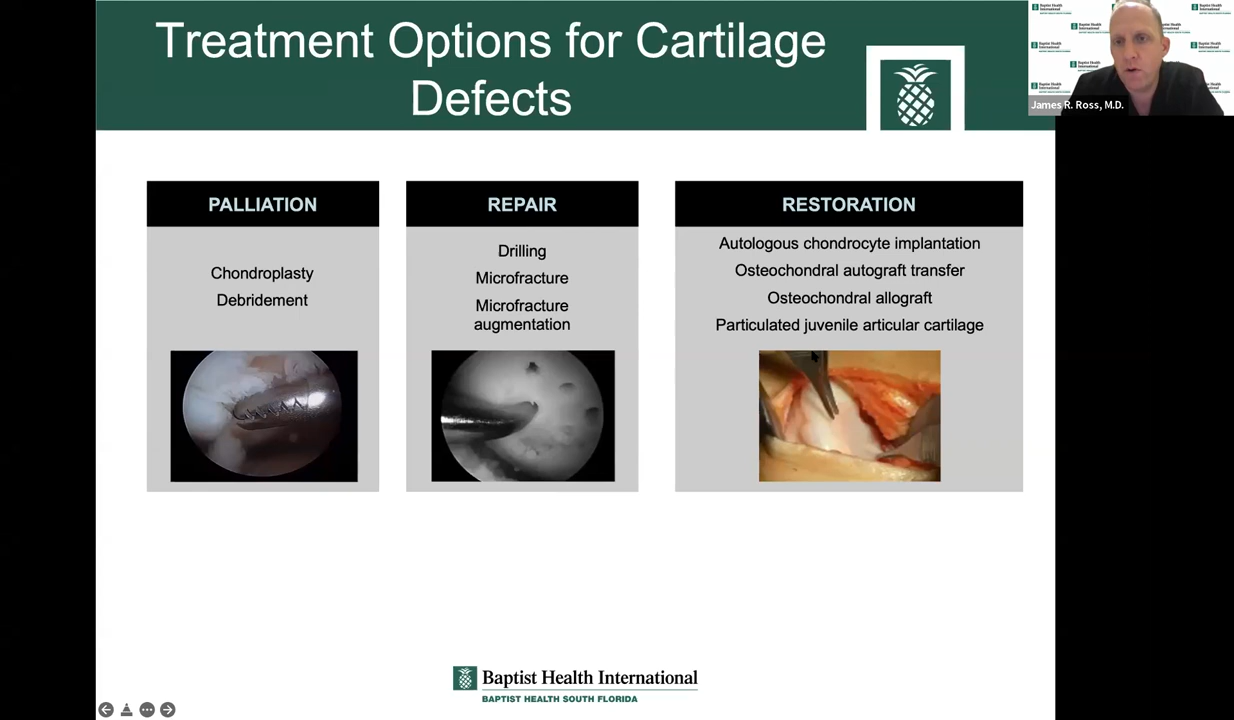 Treatment Options for Cartilage
Defects
James R. Ross, M.D.
PALLIATION
Chondroplasty
Debridement
REPAIR
Drilling
Microfracture
Microfracture
augmentation
RESTORATION
Autologous chondrocyte implantation
Osteochondral autograft transfer
Osteochondral allograft
Particulated juvenile articular cartilage
Baptist Health International
BAPTIST HEALTH SOUTH FLORIDA